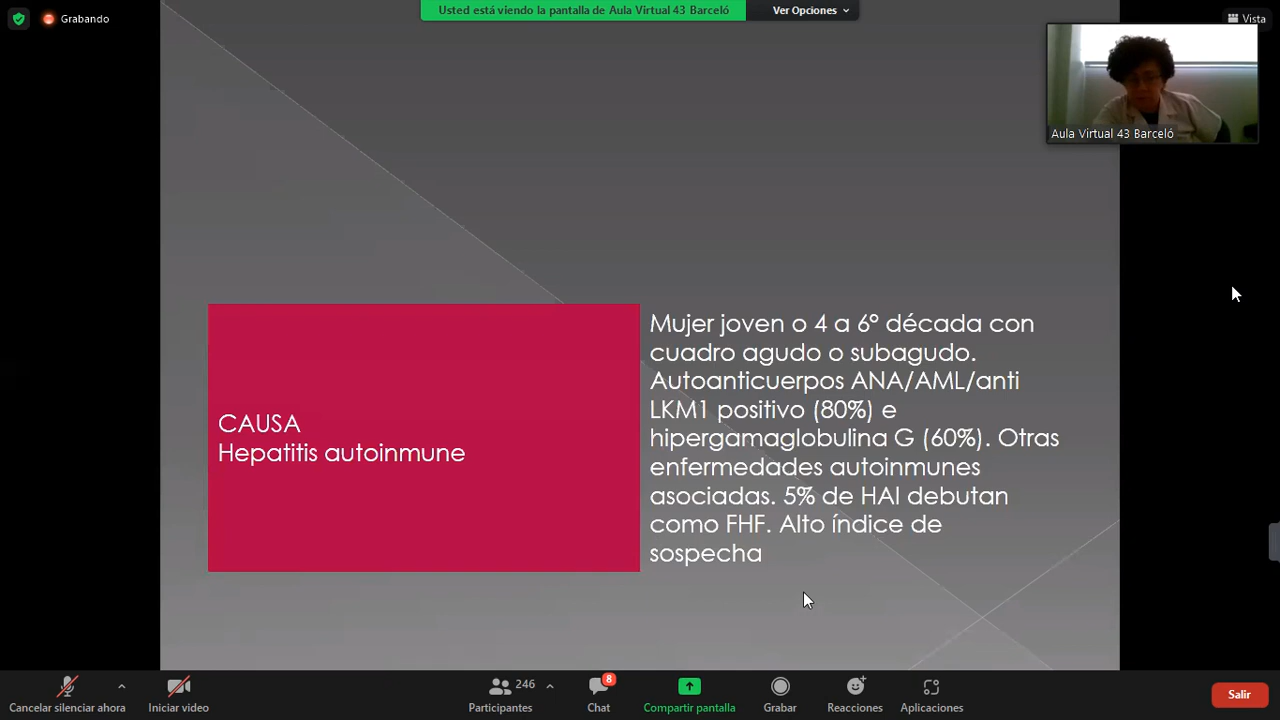 Grabando
Usted está viendo la pantalla de Aula Virtual 43 Barceló
Ver Opciones
Vista
Aula Virtual 43 Barceló
CAUSA
Hepatitis autoinmune
Mujer joven o 4 a 6º década con
cuadro agudo o subagudo.
Autoanticuerpos ANA/AML/anti
LKM1 positivo (80%) e
hipergamaglobulina G (60%). Otras
enfermedades autoinmunes
asociadas. 5% de HAI debutan
como FHF. Alto índice de
sospecha
Cancelar silenciar ahora
Iniciar video
246
Participantes
8
Chat
Compartir pantalla
Grabar
Reacciones
Aplicaciones
Salir